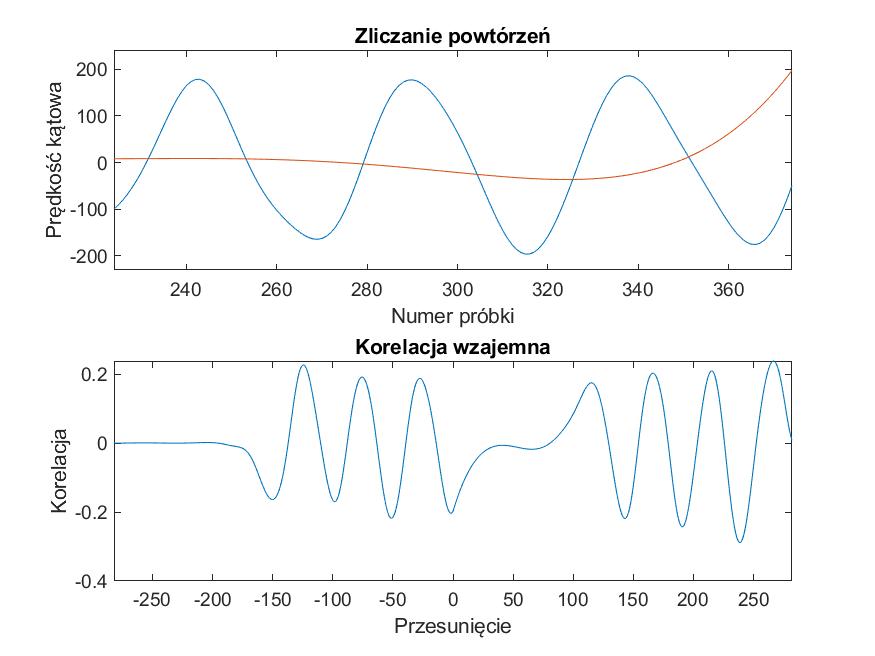 Zliczanie powtórzeń
200
100
0
-100
-200
Prędkość kątowa
240 260 280 300 320 340 360
Numer próbki
Korelacja wzajemna
0.2
0
-0.2
-0.4
Korelacja
-250 -200 -150 -100 -50 0 50 100 150 200 250
Przesunięcie